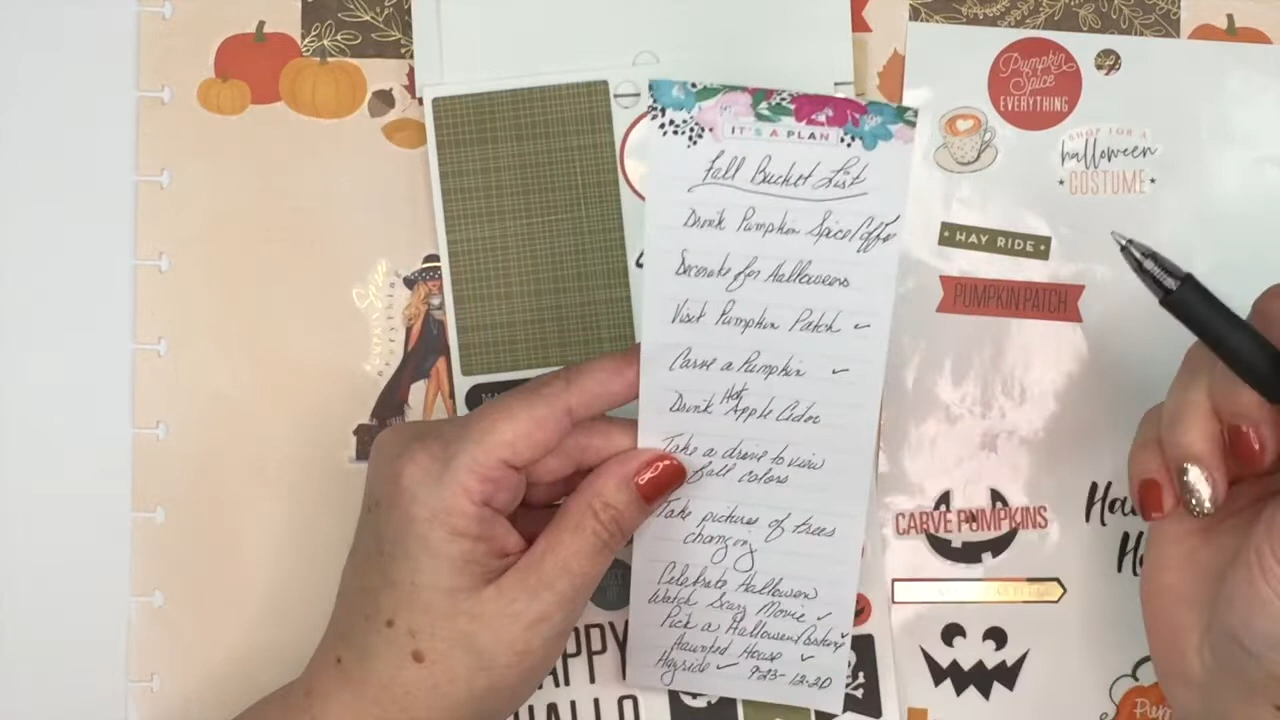 IT'S A PLAN
Fall Bucket List
Drink Pumpkin Spice Coffee
Decorate for Halloween
Visit Pumpkin Patch ✓
Carve a Pumpkin ✓
Drink Hot Apple Cider
Take a drive to view
fall colors
Take pictures of trees
changing
Celebrate Halloween
Watch Scary Movie ✓
Pick a Halloween ✓
Haunted House ✓
Hayride ✓ 9-23- 12-20
Pumpkin
Spice
EVERYTHING
SHOP FOR A
halloween
COSTUME
HAY RIDE
PUMPKIN PATCH
CARVE PUMPKINS
Spice
everything
HAPPY
HALLO